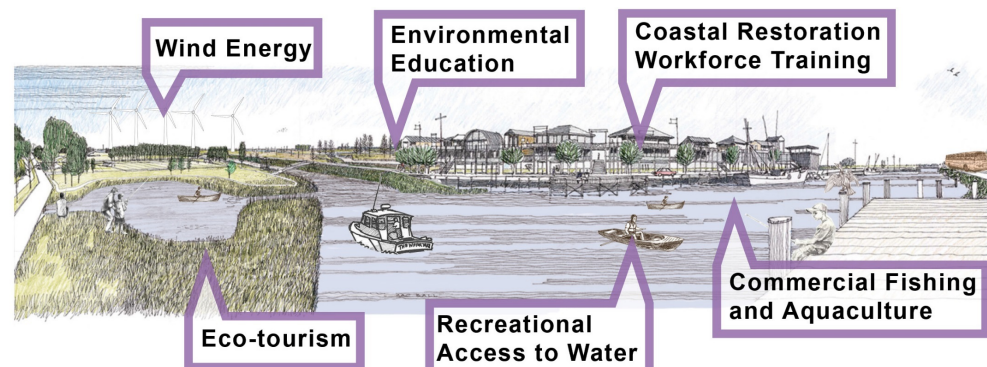 Wind Energy
Environmental
Education
Coastal Restoration
Workforce Training
Eco-tourism
Recreational
Access to Water
Commercial Fishing
and Aquaculture